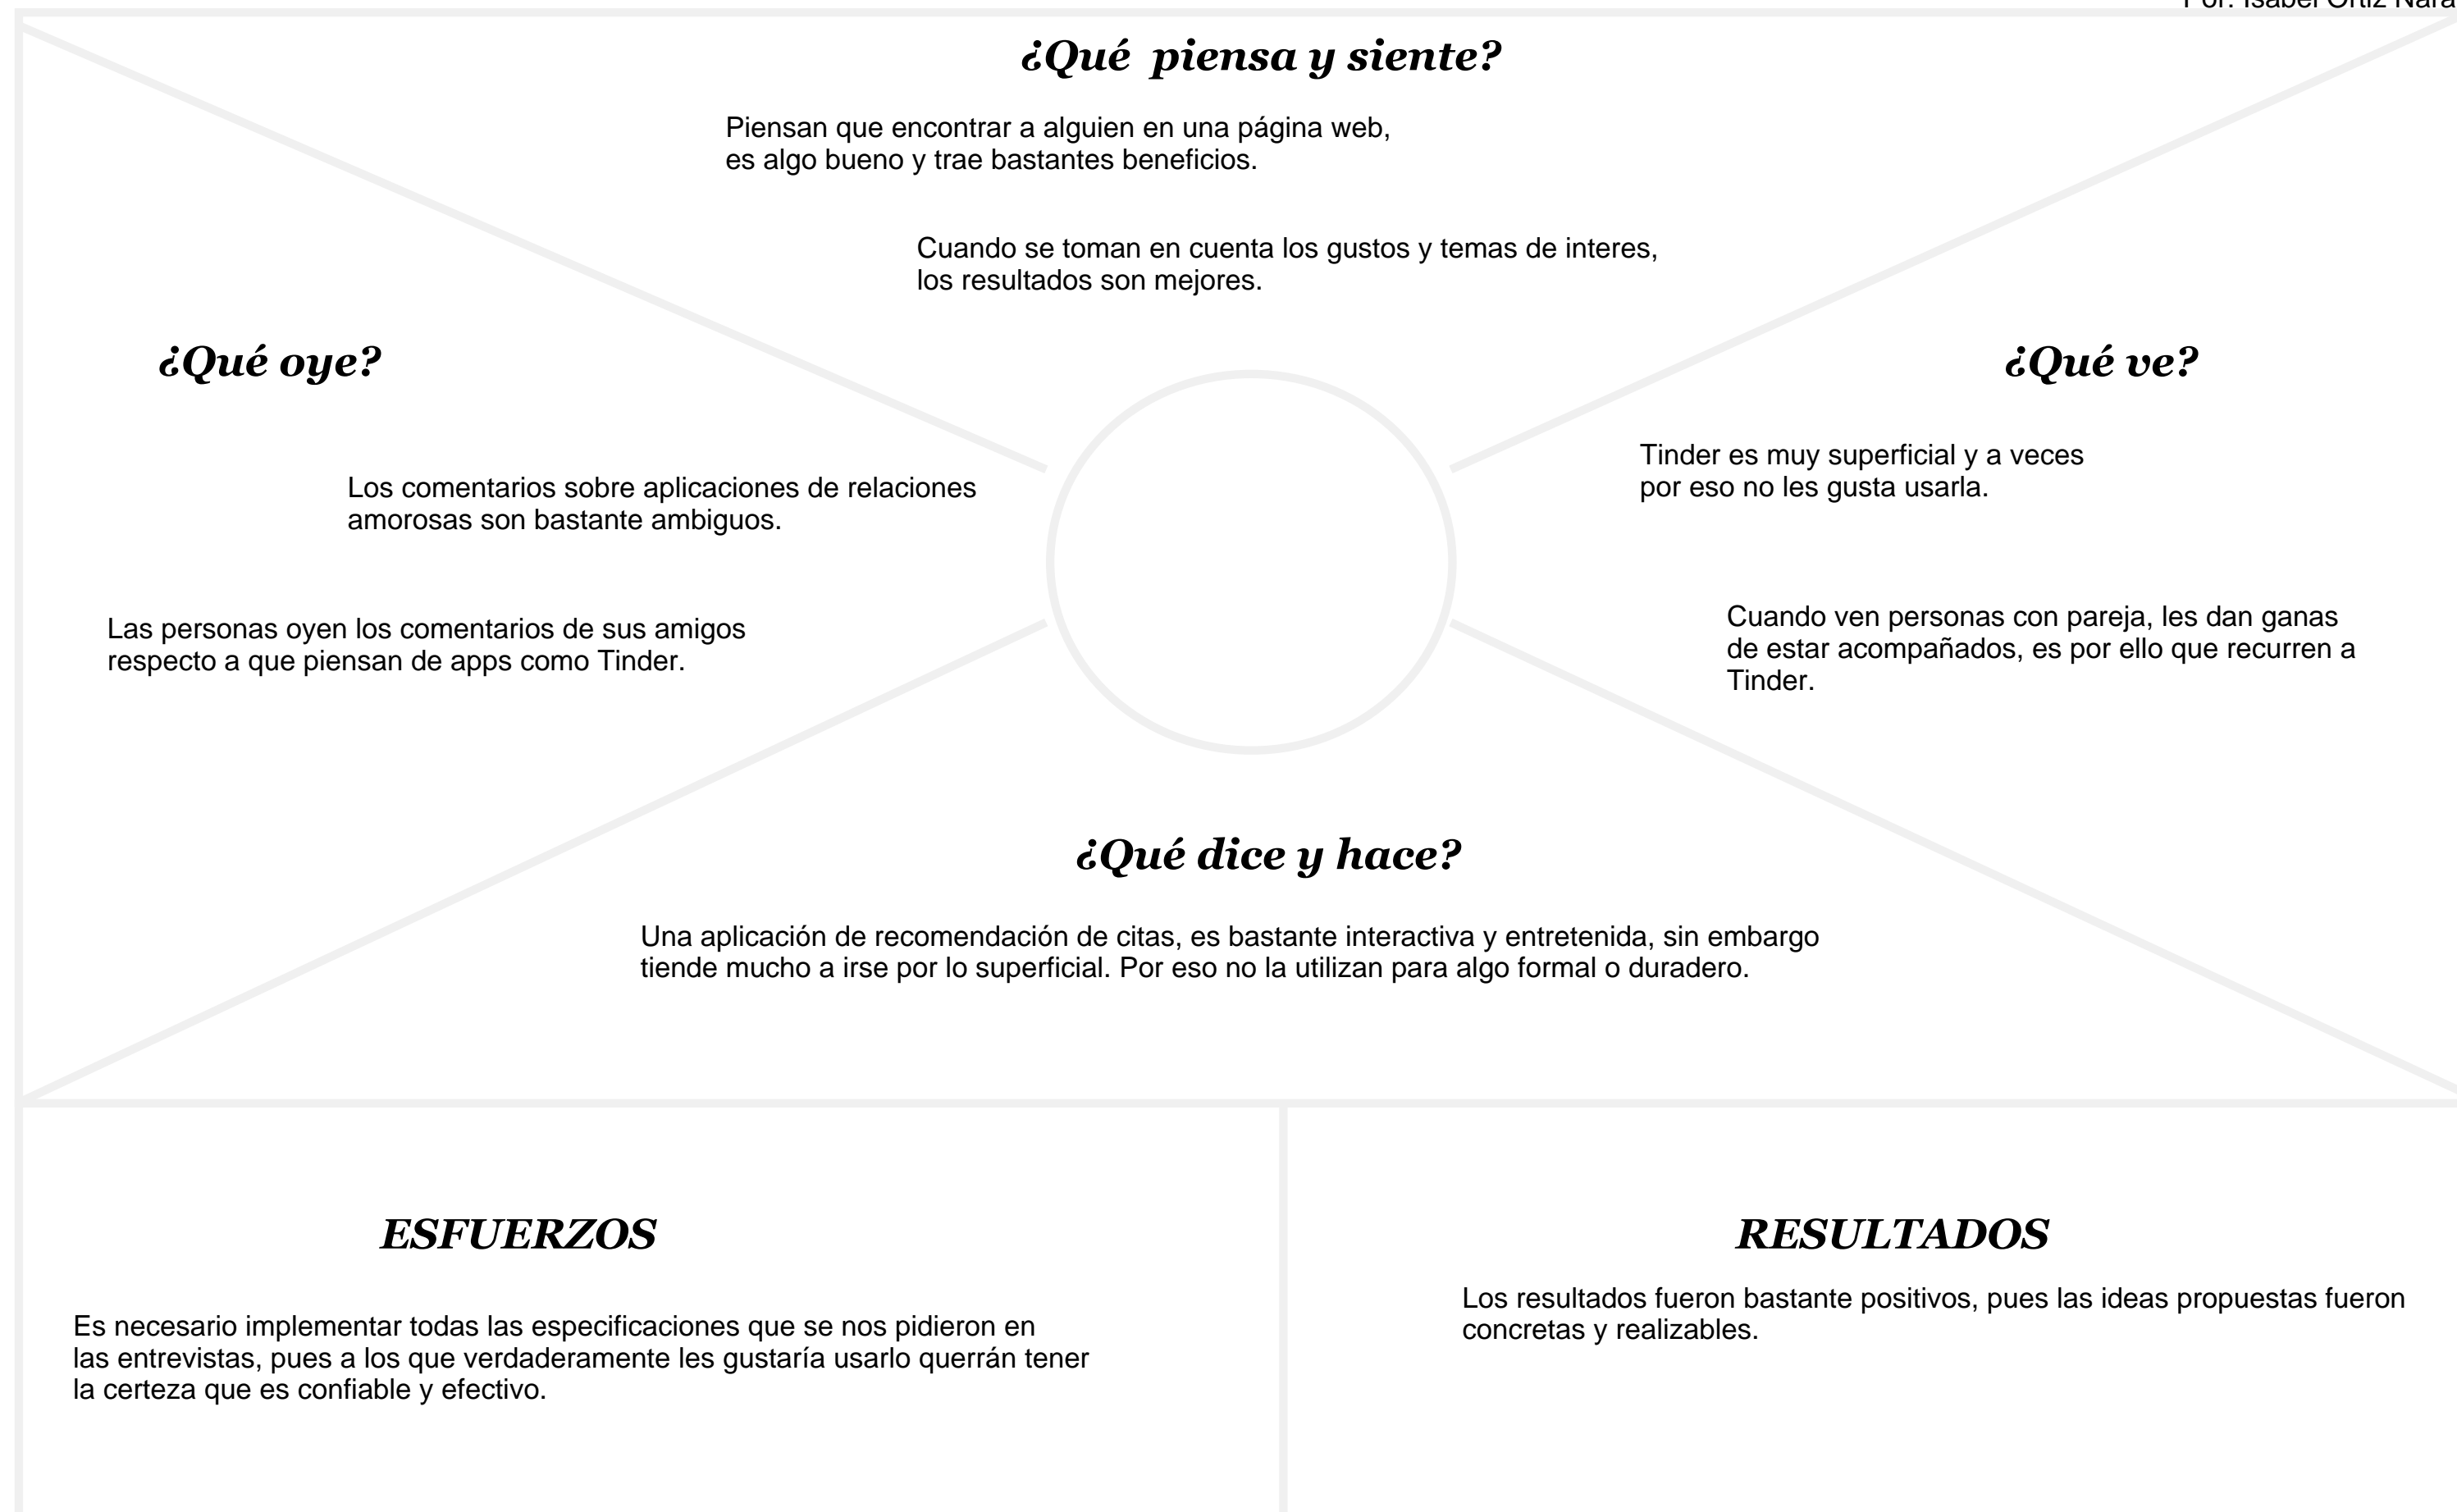 Por: Isabel Ortiz
¿Qué piensa y siente?
Piensan que encontrar a alguien en una página web,
es algo bueno y trae bastantes beneficios.
Cuando se toman en cuenta los gustos y temas de interes,
los resultados son mejores.
¿Qué oye?
Los comentarios sobre aplicaciones de relaciones
amorosas son bastante ambiguos.
Las personas oyen los comentarios de sus amigos
respecto a que piensan de apps como Tinder.
¿Qué ve?
Tinder es muy superficial y a veces
por eso no les gusta usarla.
Cuando ven personas con pareja, les dan ganas
de estar acompañados, es por ello que recurren a
Tinder.
¿Qué dice y hace?
Una aplicación de recomendación de citas, es bastante interactiva y entretenida, sin embargo
tiende mucho a irse por lo superficial. Por eso no la utilizan para algo formal o duradero.
ESFUERZOS
Es necesario implementar todas las especificaciones que se nos pidieron en
las entrevistas, pues a los que verdaderamente les gustaría usarlo querrán tener
la certeza que es confiable y efectivo.
RESULTADOS
Los resultados fueron bastante positivos, pues las ideas propuestas fueron
concretas y realizables.